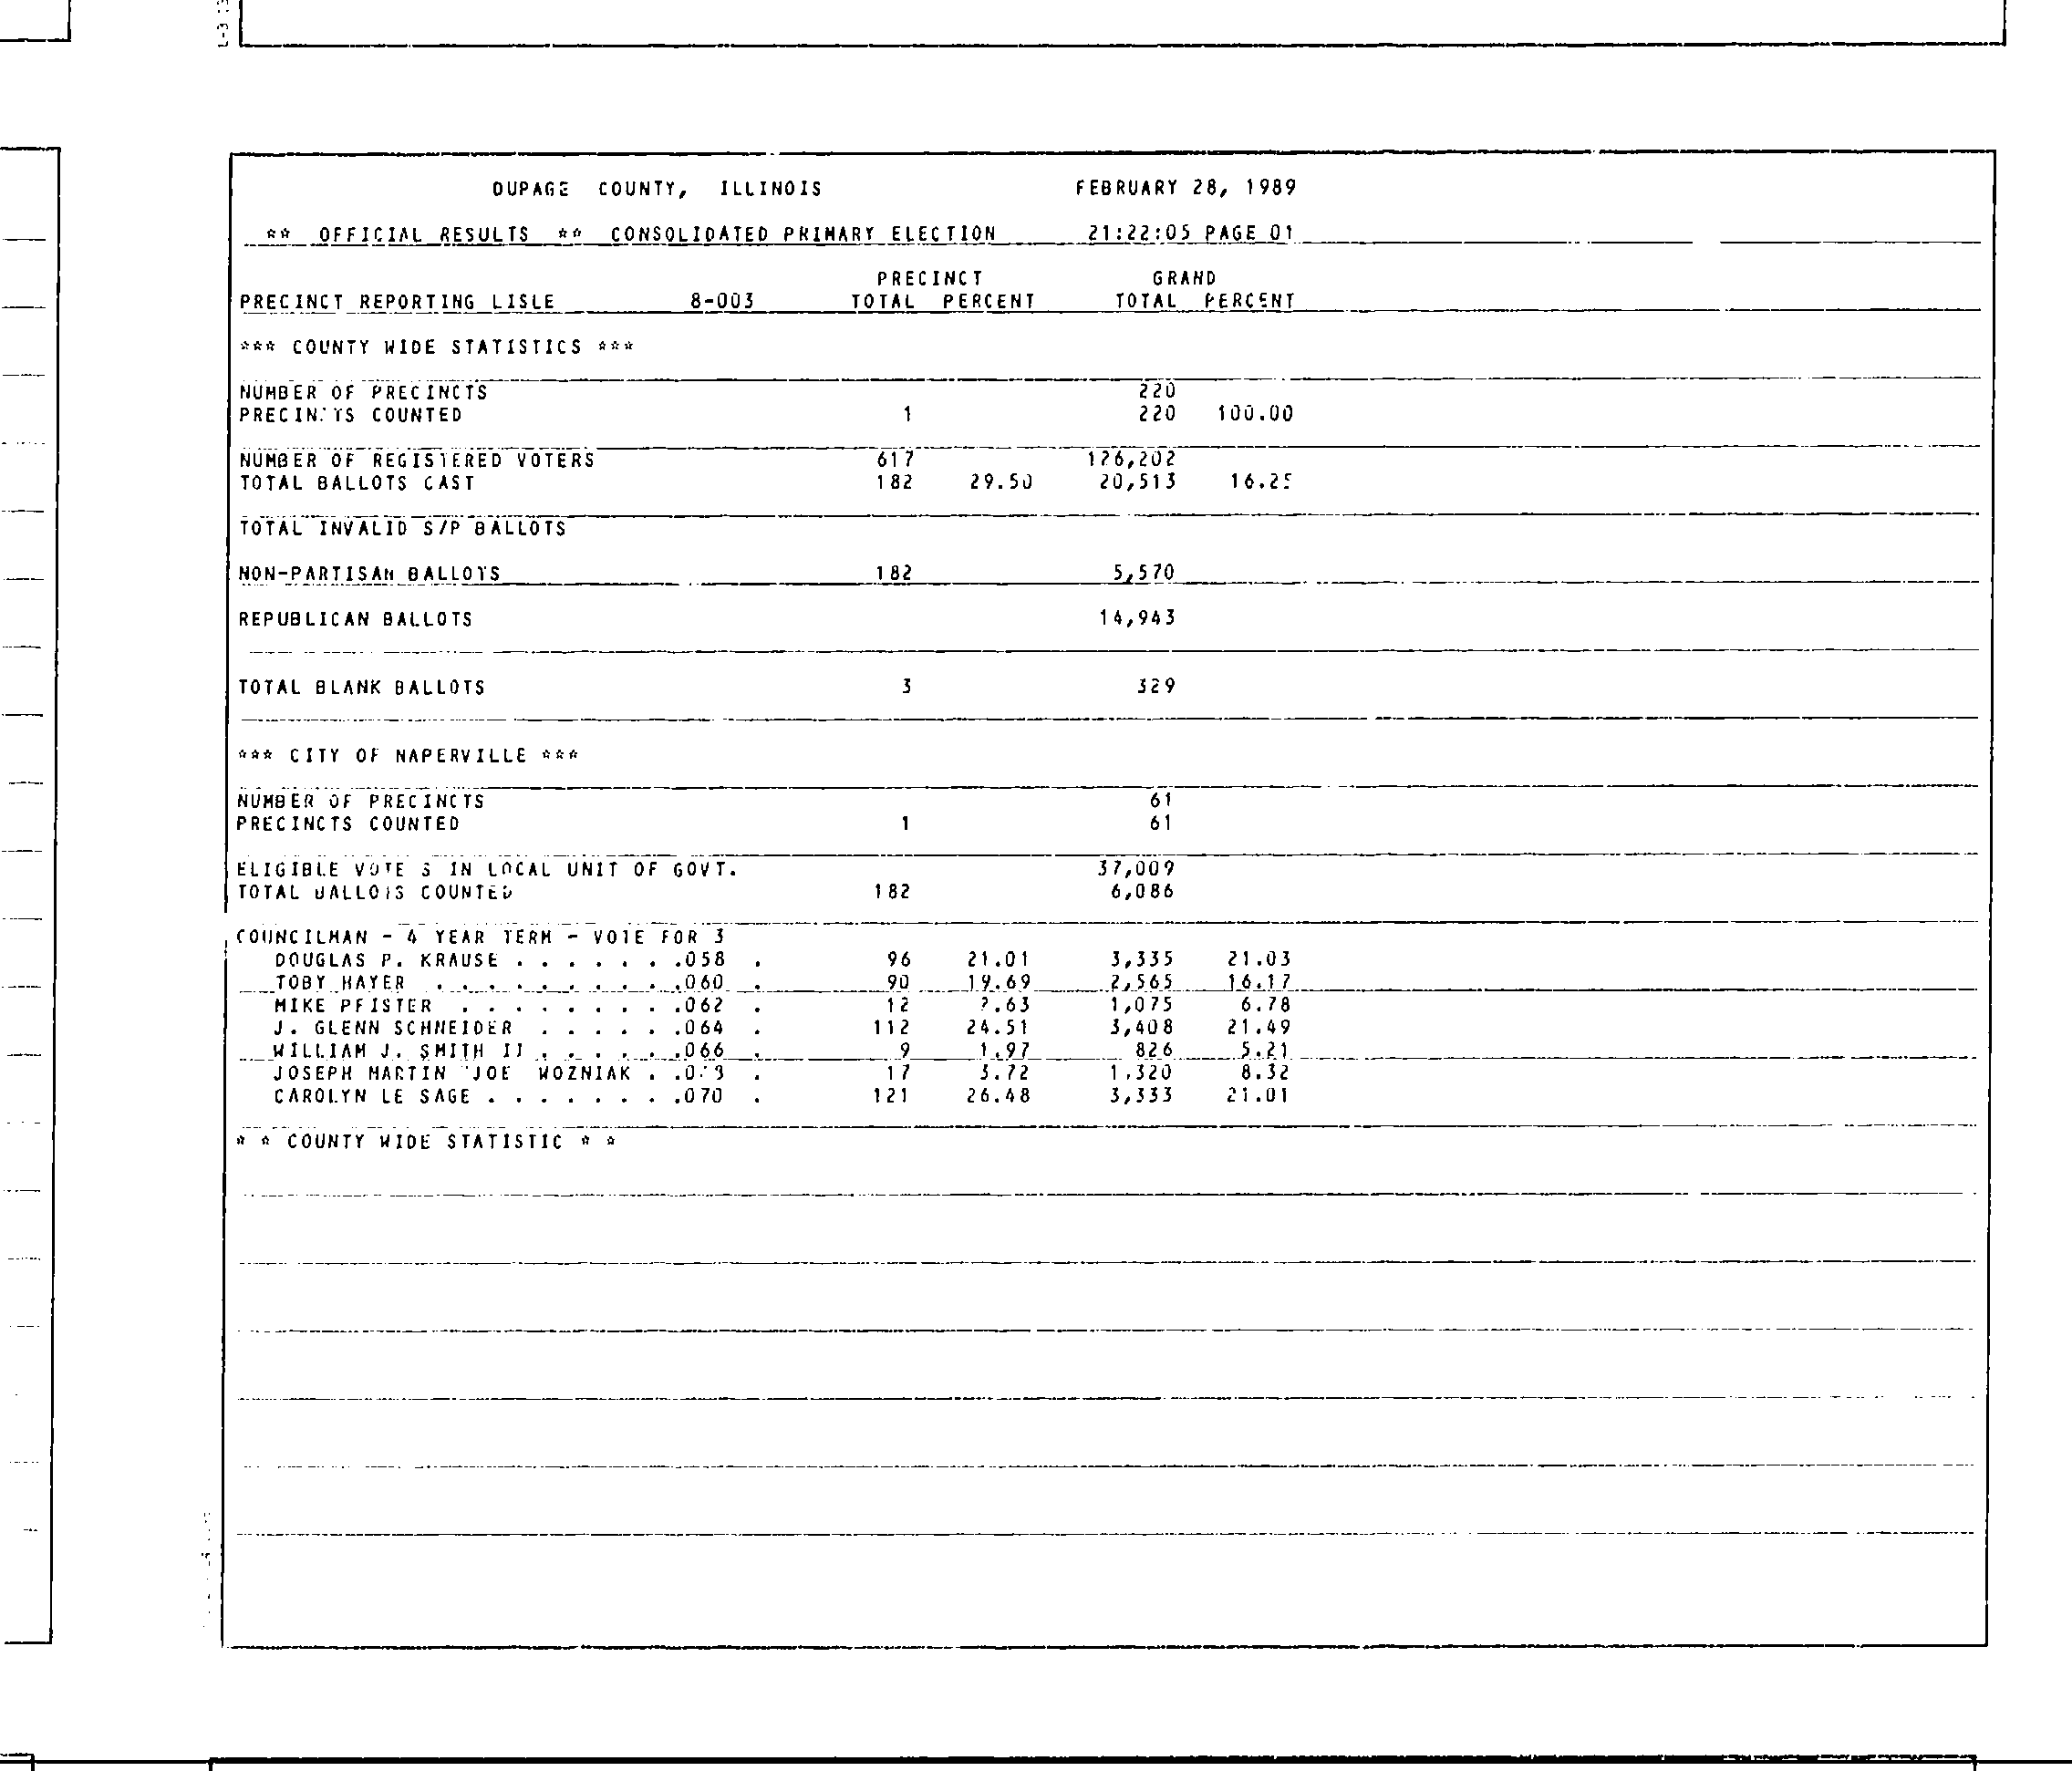 DUPAGE COUNTY, ILLINOIS FEBRUARY 28, 1989
** OFFICIAL RESULTS ** CONSOLIDATED PRIMARY ELECTION 21:22:05 PAGE 01
PRECINCT GRAND
PRECINCT REPORTING LISLE 8-003 TOTAL PERCENT TOTAL PERCENT
*** COUNTY WIDE STATISTICS ***
NUMBER OF PRECINCTS 220
COUNTED 1 220 100.00
NUMBER OF REGISTERED VOTERS 617 126,202
TOTAL BALLOTS CAST 182 29.50 20,513 16.25
TOTAL INVALID S/P BALLOTS
NON-PARTISAN BALLOTS 182 5,570
REPUBLICAN BALLOTS 14,943
TOTAL BLANK BALLOTS 3 329
*** CITY OF NAPERVILLE ***
NUMBER OF PRECINCTS 61
PRECINCTS COUNTED 1 61
ELIGIBLE VOTE S IN LOCAL UNIT OF GOVT. 37,009
TOTAL BALLOTS COUNTED 182 6,086
COUNCILMAN - 4 YEAR TERM - VOTE FOR 3
DOUGLAS P. KRAUSE . . . . . . .058 . 96 21.01 3,335 21.03
TOBY HAYER . . . . . . . . . .060 . 90 19.69 2,565 16.17
MIKE PFISTER . . . . . . . . .062 . 12 2.63 1,075 6.78
J. GLENN SCHNEIDER . . . . . .064 . 112 24.51 3,408 21.49
WILLIAM J. SMITH II . . . . . .066 . 9 1.97 826 5.21
JOSEPH MARTIN JOE WOZNIAK . 17 3.72 1,320 8.32
CAROLYN LE SAGE . . . . . . . .070 . 121 26.48 3,333 21.01
* * COUNTY WIDE STATISTIC * *